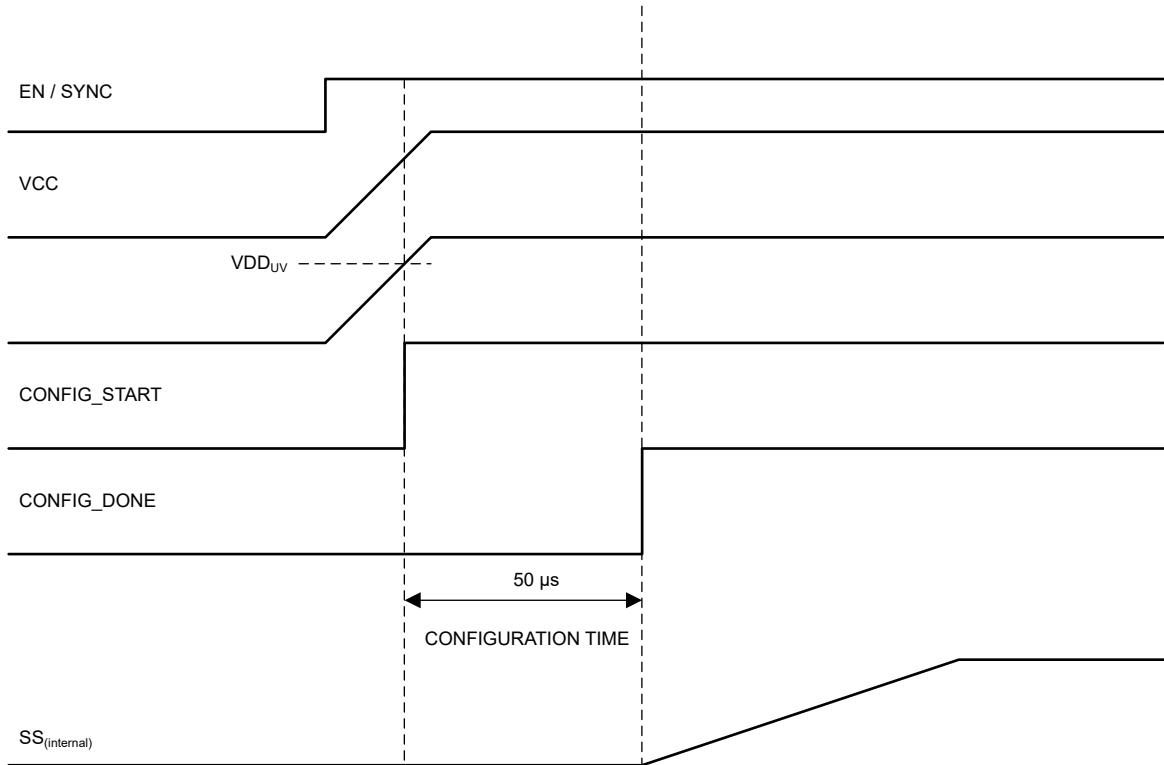 EN / SYNC
VCC
VDDUV
CONFIG_START
CONFIG_DONE
50 µs
CONFIGURATION TIME
SS(internal)